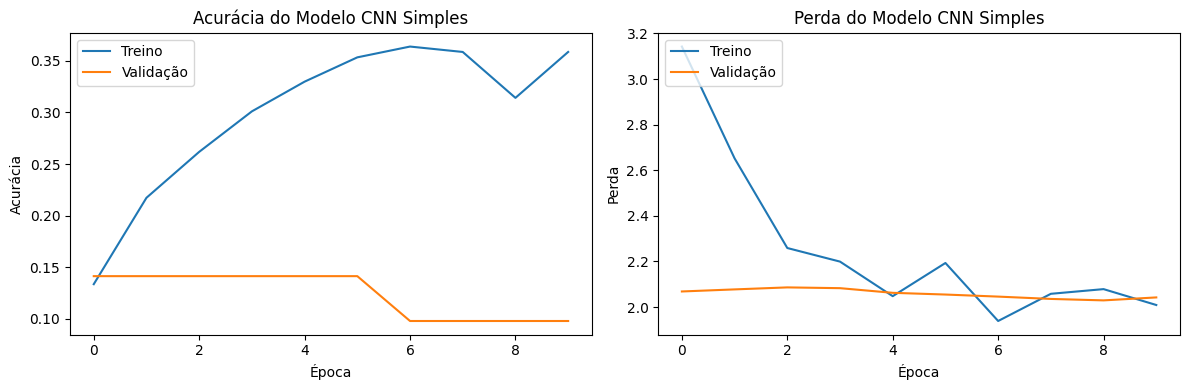 Acurácia do Modelo CNN Simples
Treino
Validação
0.35
0.30
0.25
0.20
0.15
0.10
Acurácia
0 2 4 6 8
Época
Perda do Modelo CNN Simples
Treino
Validação
3.2
3.0
2.8
2.6
2.4
2.2
2.0
Perda
0 2 4 6 8
Época